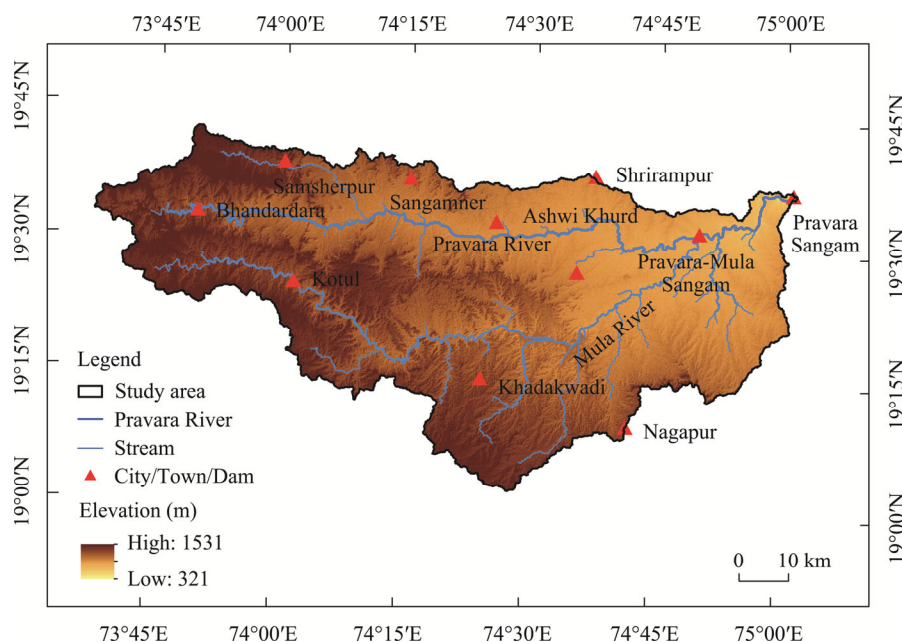 73°45′E 74°00′E 74°15′E 74°30′E 74°45′E 75°00′E
19°45′N
19°45′N
Samsherpur
Sangamner
Shrirampur
19°30′N
Bhandardara
Ashwi Khurd
Pravara River
Pravara
Sangam
Pravara-Mula
Sangam
19°30′N
Kotul
Mula River
19°15′N
Khadakwadi
19°15′N
Nagapur
Legend
Study area
Pravara River
Stream
City/Town/Dam
19°00′N
19°00′N
Elevation (m)
High: 1531
Low: 321
0 10 km
73°45′E 74°00′E 74°15′E 74°30′E 74°45′E 75°00′E